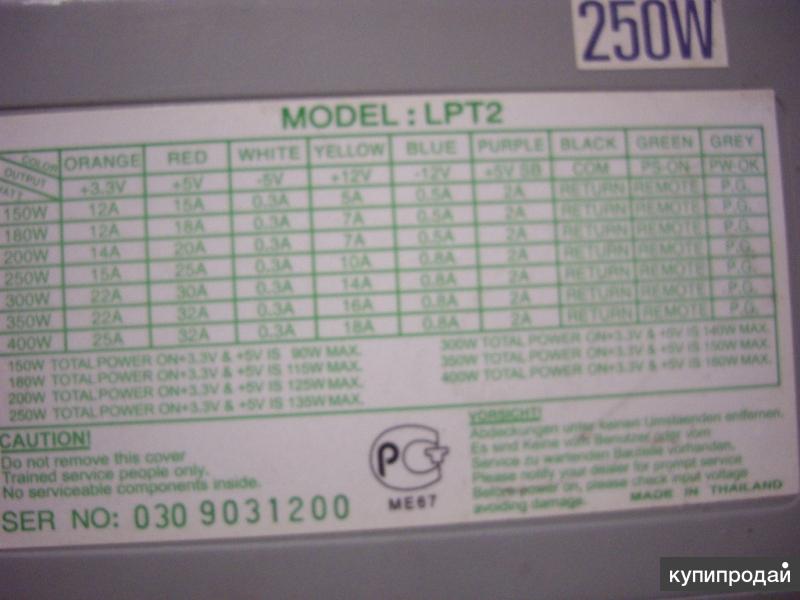 250W
MODEL : LPT2
COLOR ORANGE RED WHITE YELLOW BLUE PURPLE BLACK GREEN GREY
OUTPUT WATT +3.3V +5V -5V +12V -12V +5V SB COM PS-ON PW-OK
150W 12A 15A 0.3A 5A 0.5A 2A RETURN REMOTE P.G.
180W 12A 18A 0.3A 7A 0.5A 2A RETURN REMOTE P.G.
200W 14A 20A 0.3A 7A 0.5A 2A RETURN REMOTE P.G.
250W 15A 25A 0.3A 10A 0.8A 2A RETURN REMOTE P.G.
300W 22A 30A 0.3A 14A 0.8A 2A RETURN REMOTE P.G.
350W 22A 32A 0.3A 16A 0.8A 2A RETURN REMOTE P.G.
400W 25A 32A 0.3A 18A 0.8A 2A RETURN REMOTE P.G.
150W TOTAL POWER ON+3.3V & +5V IS 90W MAX.
180W TOTAL POWER ON+3.3V & +5V IS 115W MAX.
200W TOTAL POWER ON+3.3V & +5V IS 125W MAX.
250W TOTAL POWER ON+3.3V & +5V IS 135W MAX.
300W TOTAL POWER ON+3.3V & +5V IS 140W MAX.
350W TOTAL POWER ON+3.3V & +5V IS 150W MAX.
400W TOTAL POWER ON+3.3V & +5V IS 160W MAX.
CAUTION!
Do not remove this cover
Trained service people only.
No serviceable components inside.
SER NO: 030 9031200
РСТ
ME67
VORSICHT!
Abdeckungen unter keinen Umstaenden entfernen.
Es sind Keine vom Benutzer oder vom
Service zu wartenden Bauteile vorhanden
Please notify your dealer for prompt service
Before power on, please check input voltage
avoiding damage.
MADE IN THAILAND
купипродай